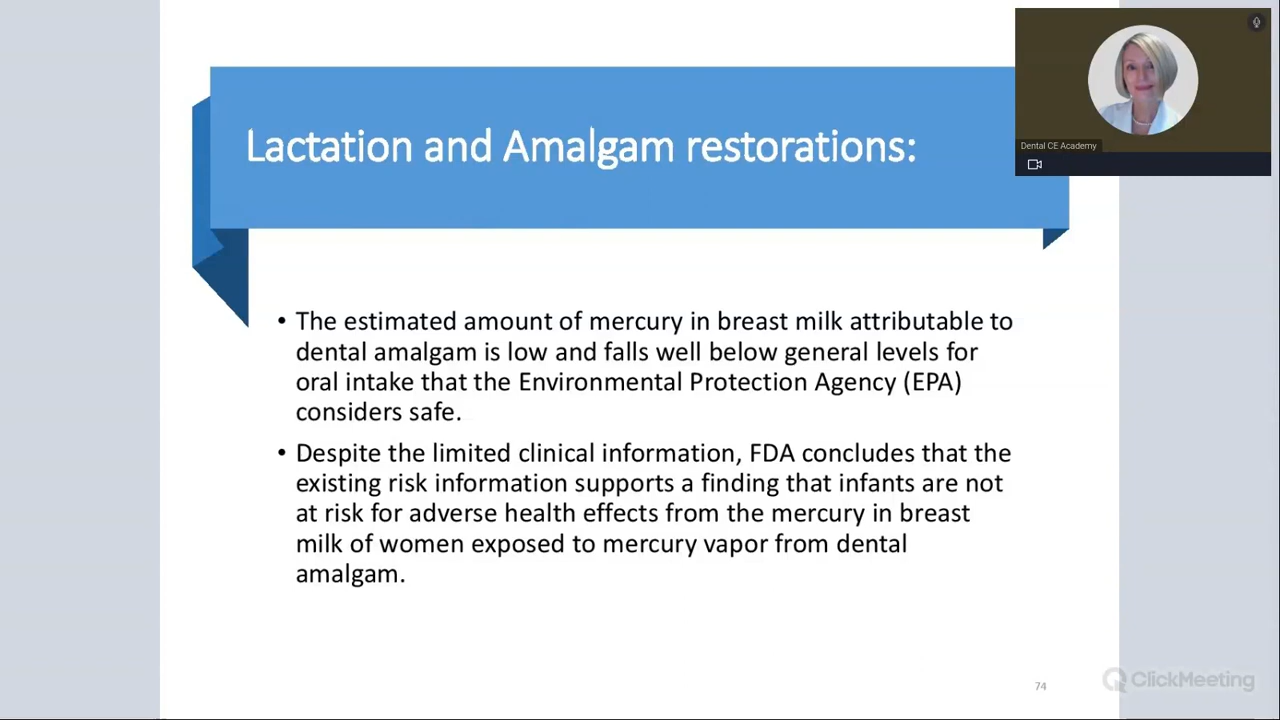 Lactation and Amalgam restorations:
Dental CE Academy
• The estimated amount of mercury in breast milk attributable to
dental amalgam is low and falls well below general levels for
oral intake that the Environmental Protection Agency (EPA)
considers safe.
• Despite the limited clinical information, FDA concludes that the
existing risk information supports a finding that infants are not
at risk for adverse health effects from the mercury in breast
milk of women exposed to mercury vapor from dental
amalgam.
74
ClickMeeting